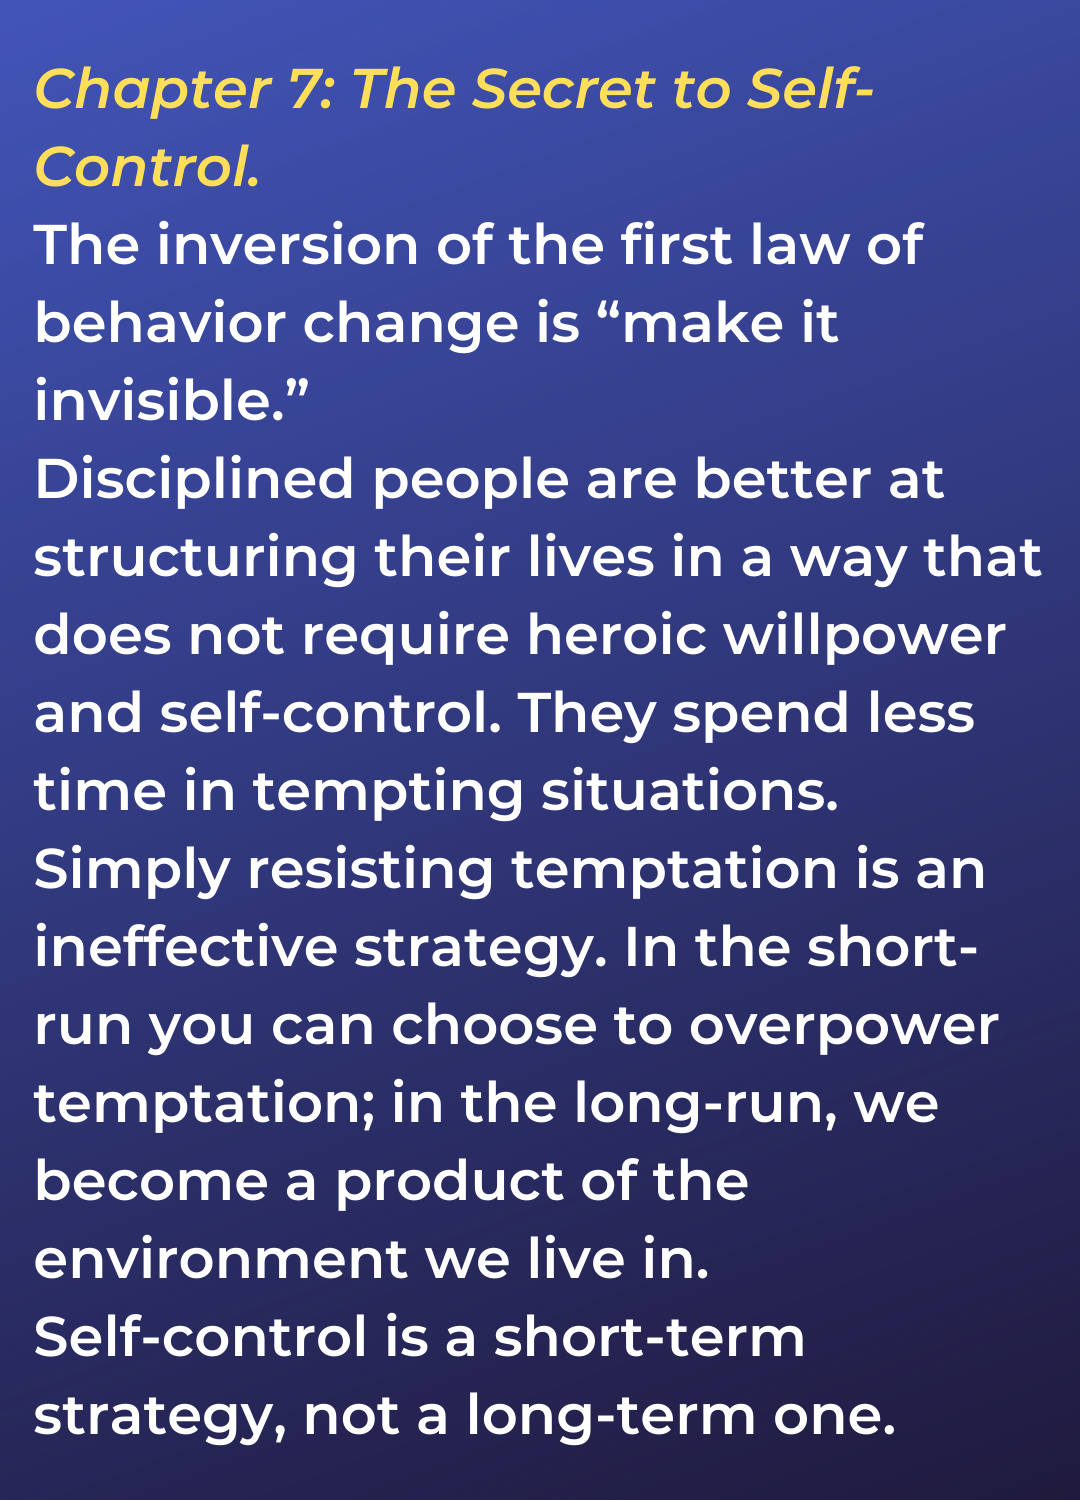 Chapter 7: The Secret to Self-
Control.
The inversion of the first law of
behavior change is “make it
invisible.”
Disciplined people are better at
structuring their lives in a way that
does not require heroic willpower
and self-control. They spend less
time in tempting situations.
Simply resisting temptation is an
ineffective strategy. In the short-
run you can choose to overpower
temptation; in the long-run, we
become a product of the
environment we live in.
Self-control is a short-term
strategy, not a long-term one.